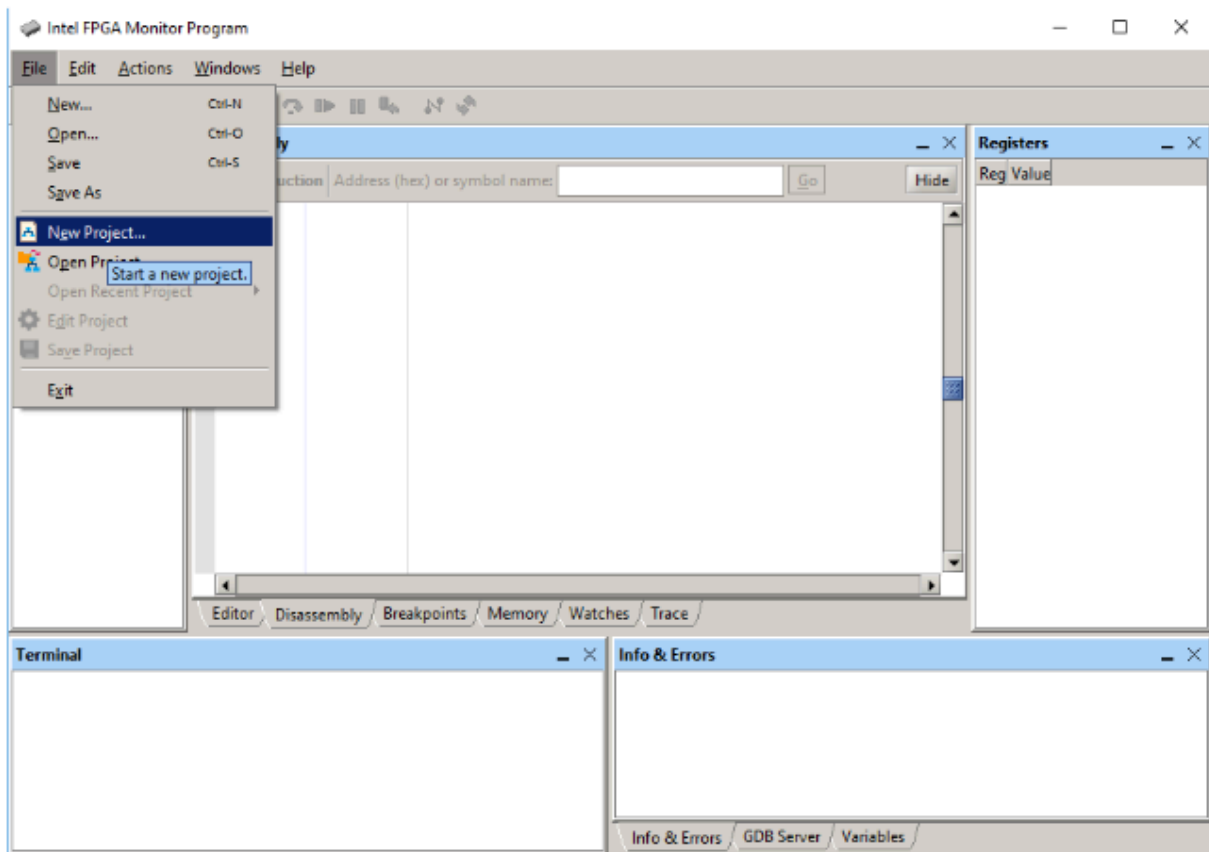 Intel FPGA Monitor Program
File Edit Actions Windows Help
New... Ctrl-N
Open... Ctrl-O
Save Ctrl-S
Save As
New Project...
Open Project
Start a new project.
Open Recent Project
Edit Project
Save Project
Exit
ly
uction Address (hex) or symbol name: Go Hide
Registers
Reg Value
Editor Disassembly Breakpoints Memory Watches Trace
Terminal
Info & Errors
Info & Errors GDB Server Variables